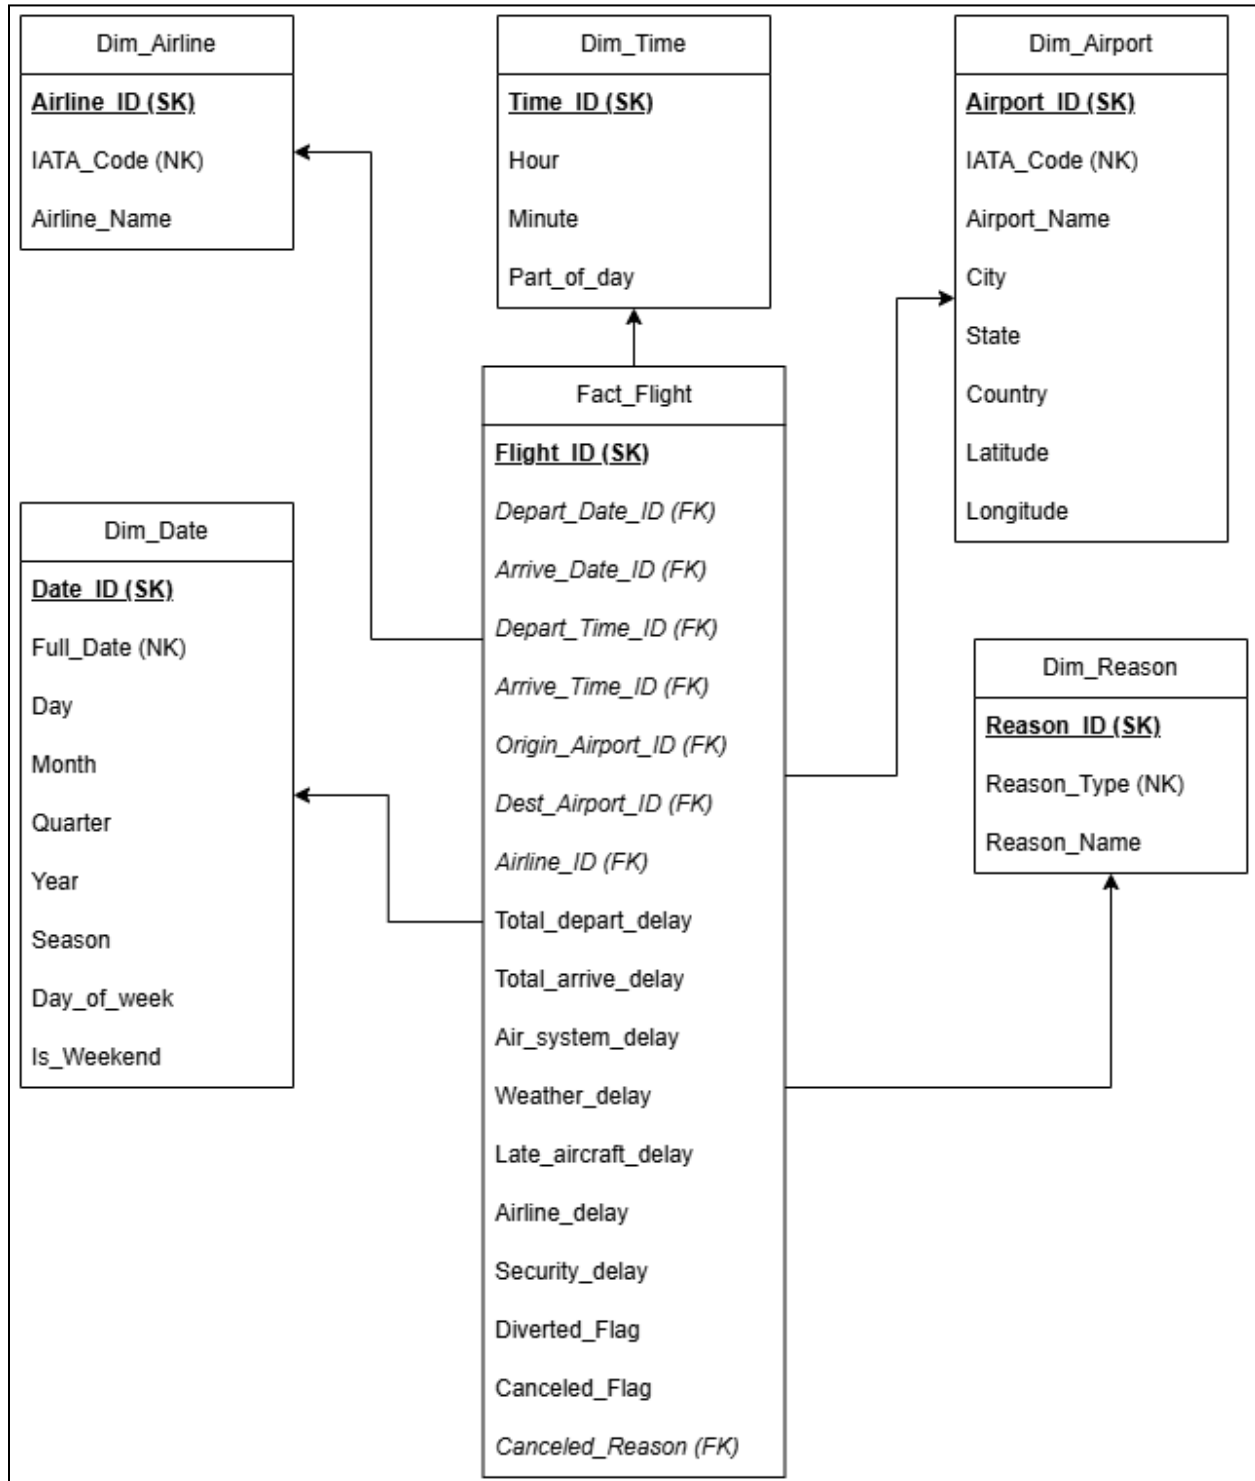 Dim_Airline
Airline_ID (SK)
IATA_Code (NK)
Airline_Name
Dim_Time
Time_ID (SK)
Hour
Minute
Part_of_day
Dim_Airport
Airport_ID (SK)
IATA_Code (NK)
Airport_Name
City
State
Country
Latitude
Longitude
Fact_Flight
Flight_ID (SK)
Depart_Date_ID (FK)
Arrive_Date_ID (FK)
Depart_Time_ID (FK)
Arrive_Time_ID (FK)
Origin_Airport_ID (FK)
Dest_Airport_ID (FK)
Airline_ID (FK)
Total_depart_delay
Total_arrive_delay
Air_system_delay
Weather_delay
Late_aircraft_delay
Airline_delay
Security_delay
Diverted_Flag
Canceled_Flag
Canceled_Reason (FK)
Dim_Date
Date_ID (SK)
Full_Date (NK)
Day
Month
Quarter
Year
Season
Day_of_week
Is_Weekend
Dim_Reason
Reason_ID (SK)
Reason_Type (NK)
Reason_Name